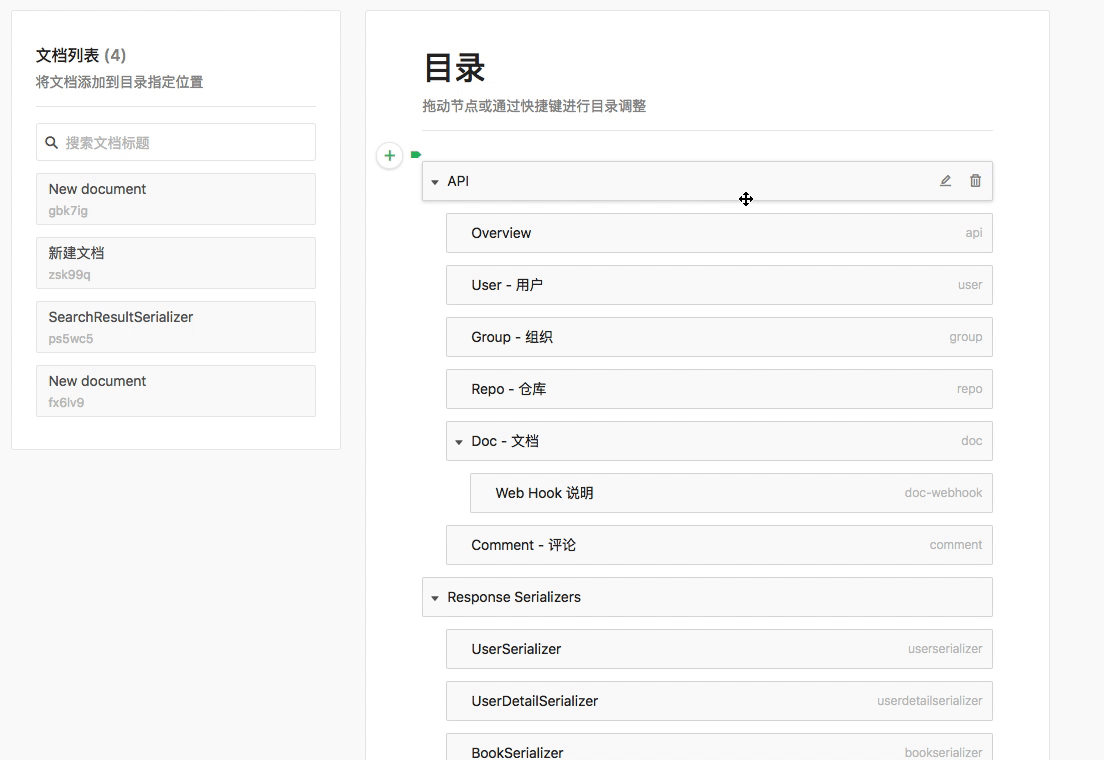 文档列表 (4)
将文档添加到目录指定位置
搜索文档标题
New document
gbk7ig
新建文档
zsk99q
SearchResultSerializer
ps5wc5
New document
fx6lv9
目录
拖动节点或通过快捷键进行目录调整
API
Overview api
User - 用户 user
Group - 组织 group
Repo - 仓库 repo
Doc - 文档 doc
Web Hook 说明 doc-webhook
Comment - 评论 comment
Response Serializers
UserSerializer userserializer
UserDetailSerializer userdetailserializer
BookSerializer bookserializer